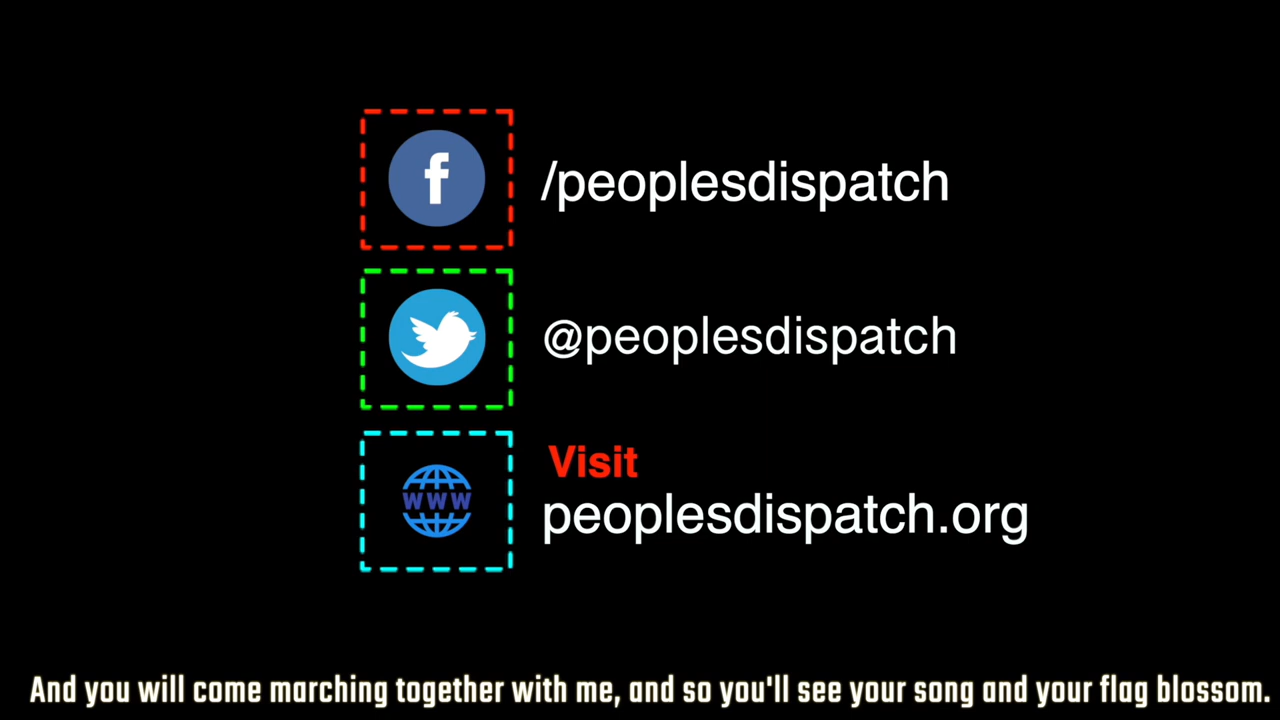 f
/peoplesdispatch
@peoplesdispatch
Visit
www
peoplesdispatch.org
And you will come marching together with me, and so you'll see your song and your flag blossom.